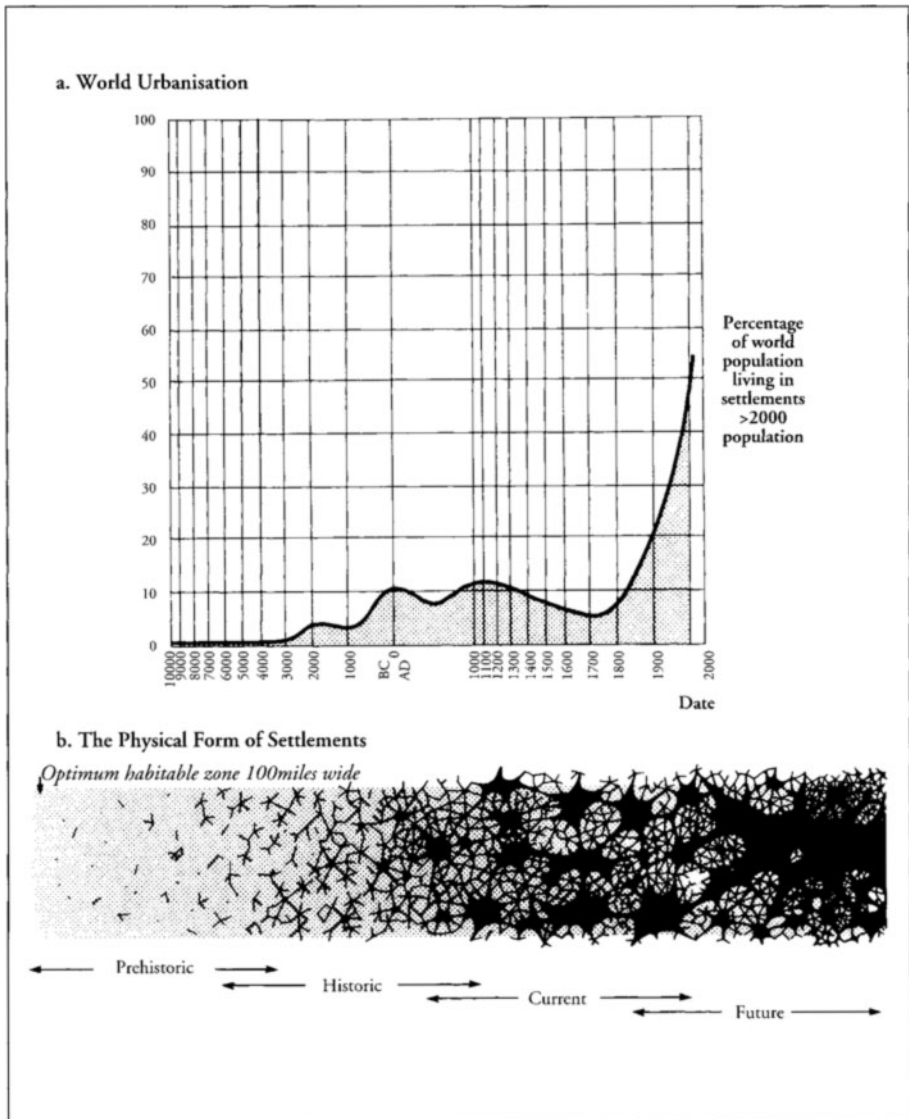 a. World Urbanisation
100
90
80
70
60
50
40
30
20
10
0
Percentage
of world
population
living in
settlements
>2000
population
10000
9000
8000
7000
6000
5000
4000
3000
2000
1000
BC 0
AD
1000
1100
1200
1300
1400
1500
1600
1700
1800
1900
2000
Date
b. The Physical Form of Settlements
Optimum habitable zone 100miles wide
Prehistoric
Historic
Current
Future